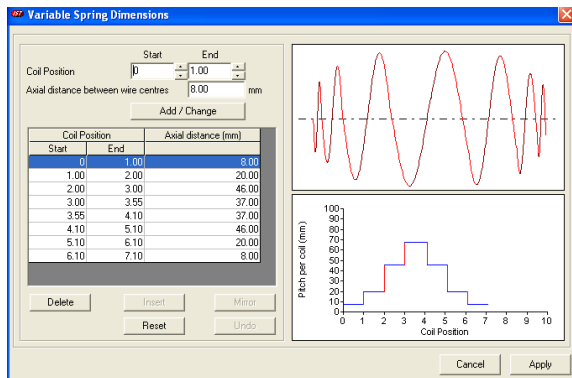 IST Variable Spring Dimensions
Start End
Coil Position 0 1.00
Axial distance between wire centres 8.00 mm
Add / Change
Coil Position Axial distance (mm)
Start End
0 1.00 8.00
1.00 2.00 20.00
2.00 3.00 46.00
3.00 3.55 37.00
3.55 4.10 37.00
4.10 5.10 46.00
5.10 6.10 20.00
6.10 7.10 8.00
Delete Insert Mirror
Reset Undo
Pitch per coil (mm)
100
90
80
70
60
50
40
30
20
10
0
0 1 2 3 4 5 6 7 8 9 10
Coil Position
Cancel Apply